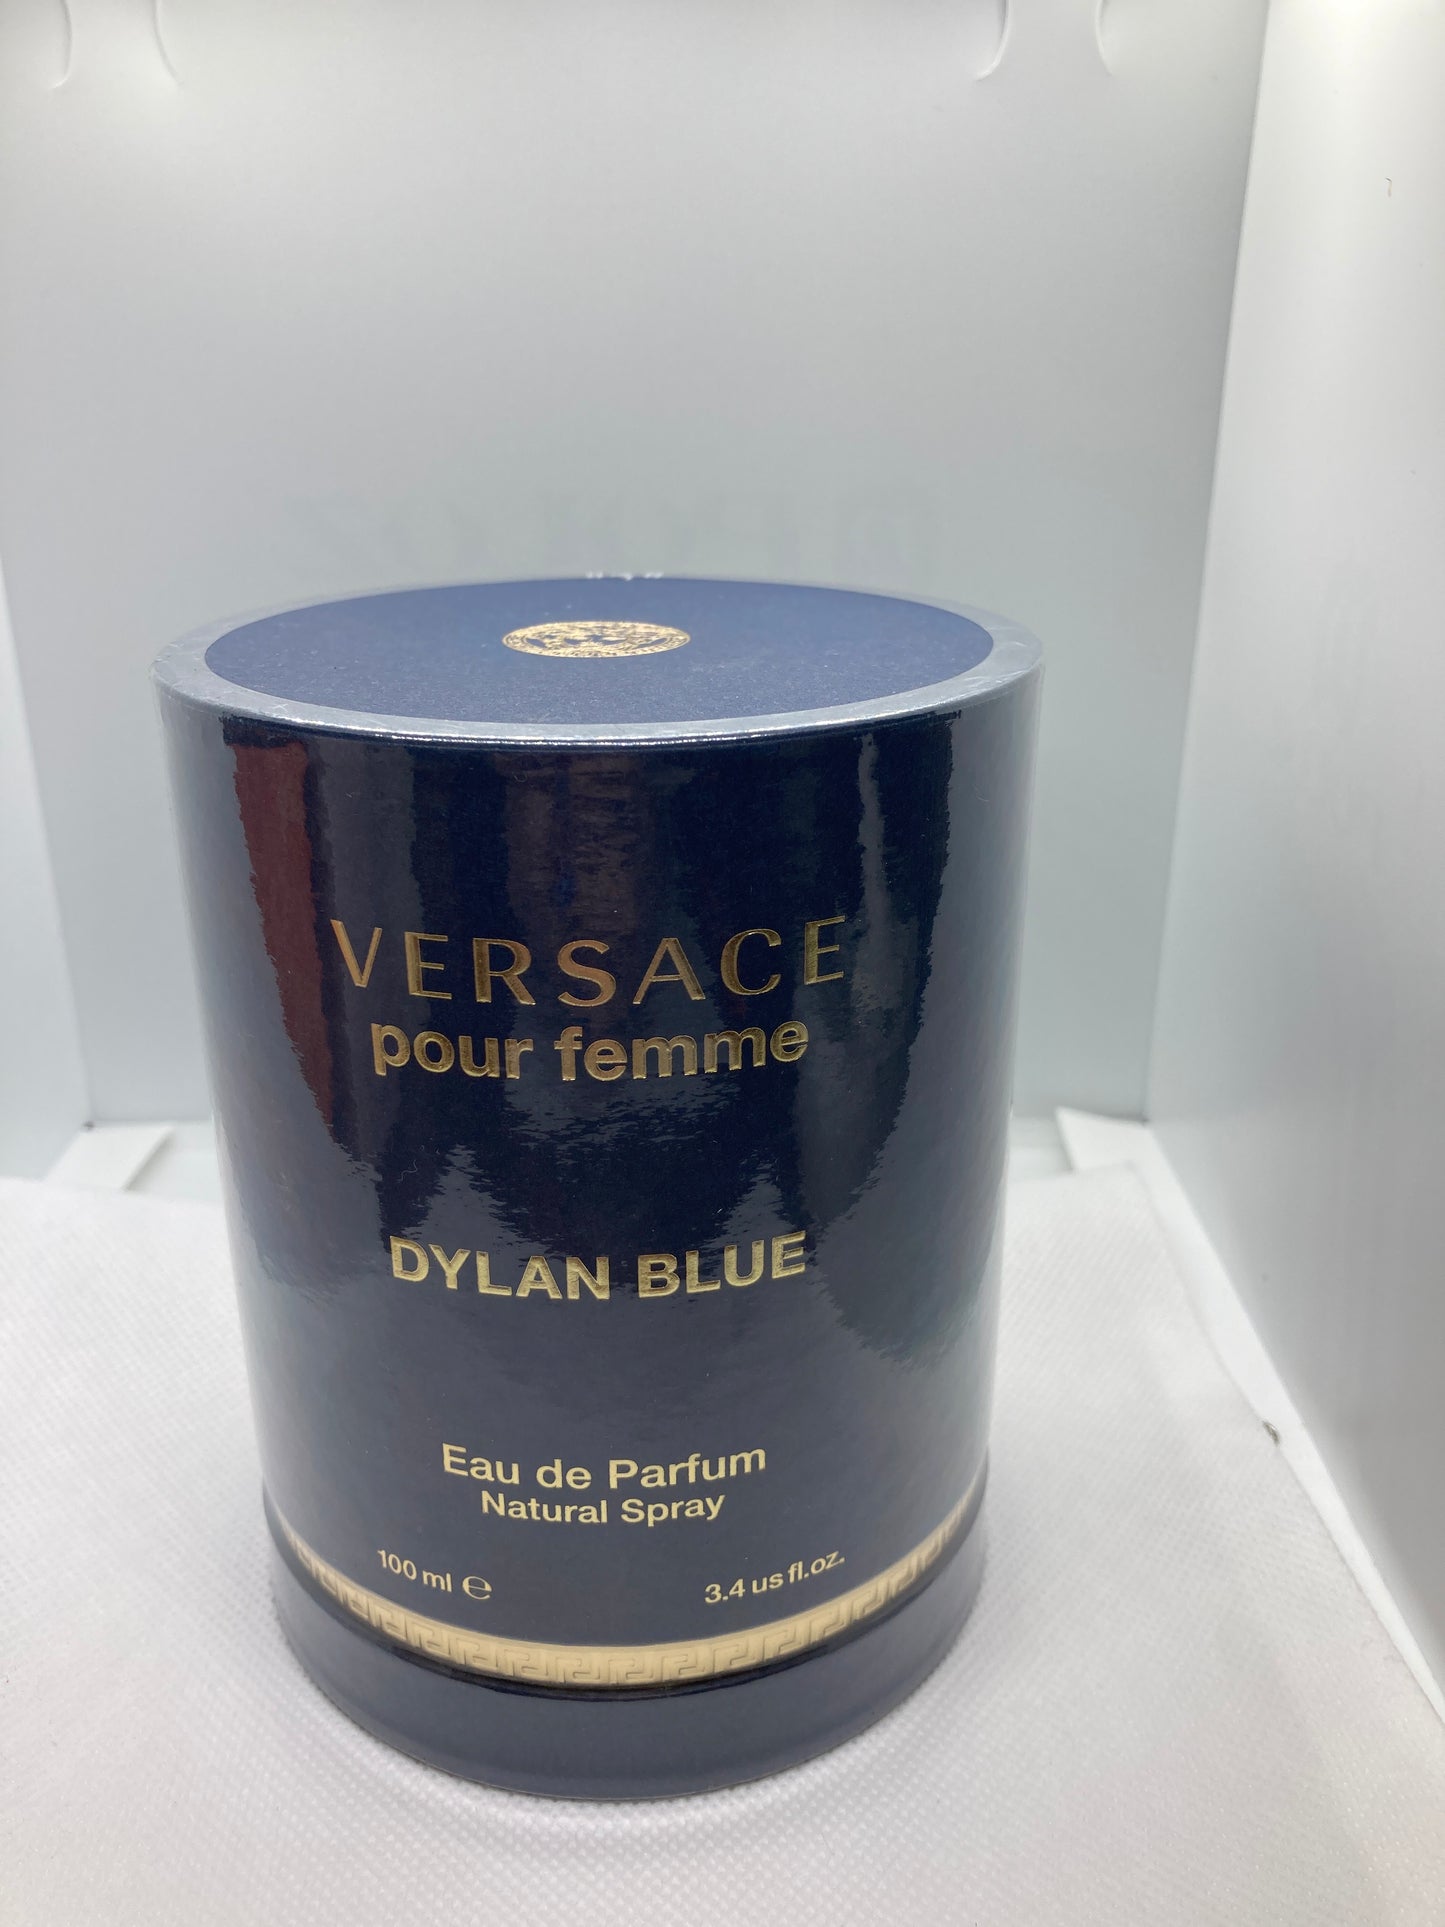 VERSACE
pour femme
DYLAN BLUE
Eau de Parfum
Natural Spray
100 ml ℮
3.4 us fl.oz.